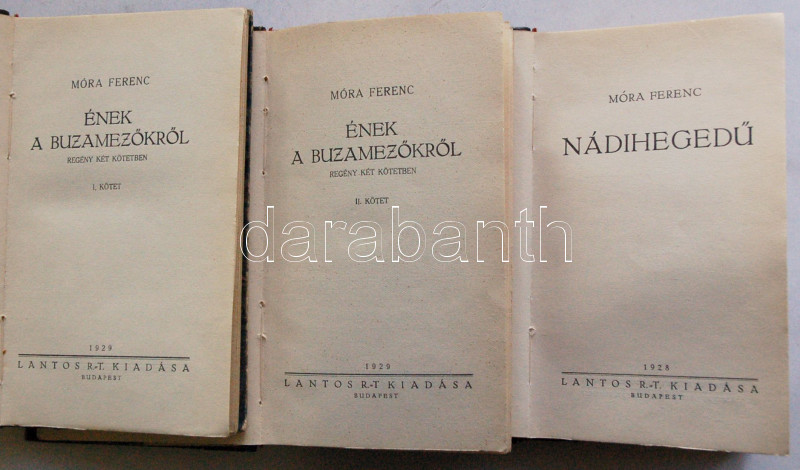 MÓRA FERENC
ÉNEK
A BUZAMEZŐKRŐL
REGÉNY KÉT KÖTETBEN
I. KÖTET
1929
LANTOS R.-T. KIADÁSA
BUDAPEST
MÓRA FERENC
ÉNEK
A BUZAMEZŐKRŐL
REGÉNY KÉT KÖTETBEN
II. KÖTET
1929
LANTOS R.-T. KIADÁSA
BUDAPEST
MÓRA FERENC
NÁDIHEGEDŰ
1928
LANTOS R.-T. KIADÁSA
BUDAPEST
darabanth